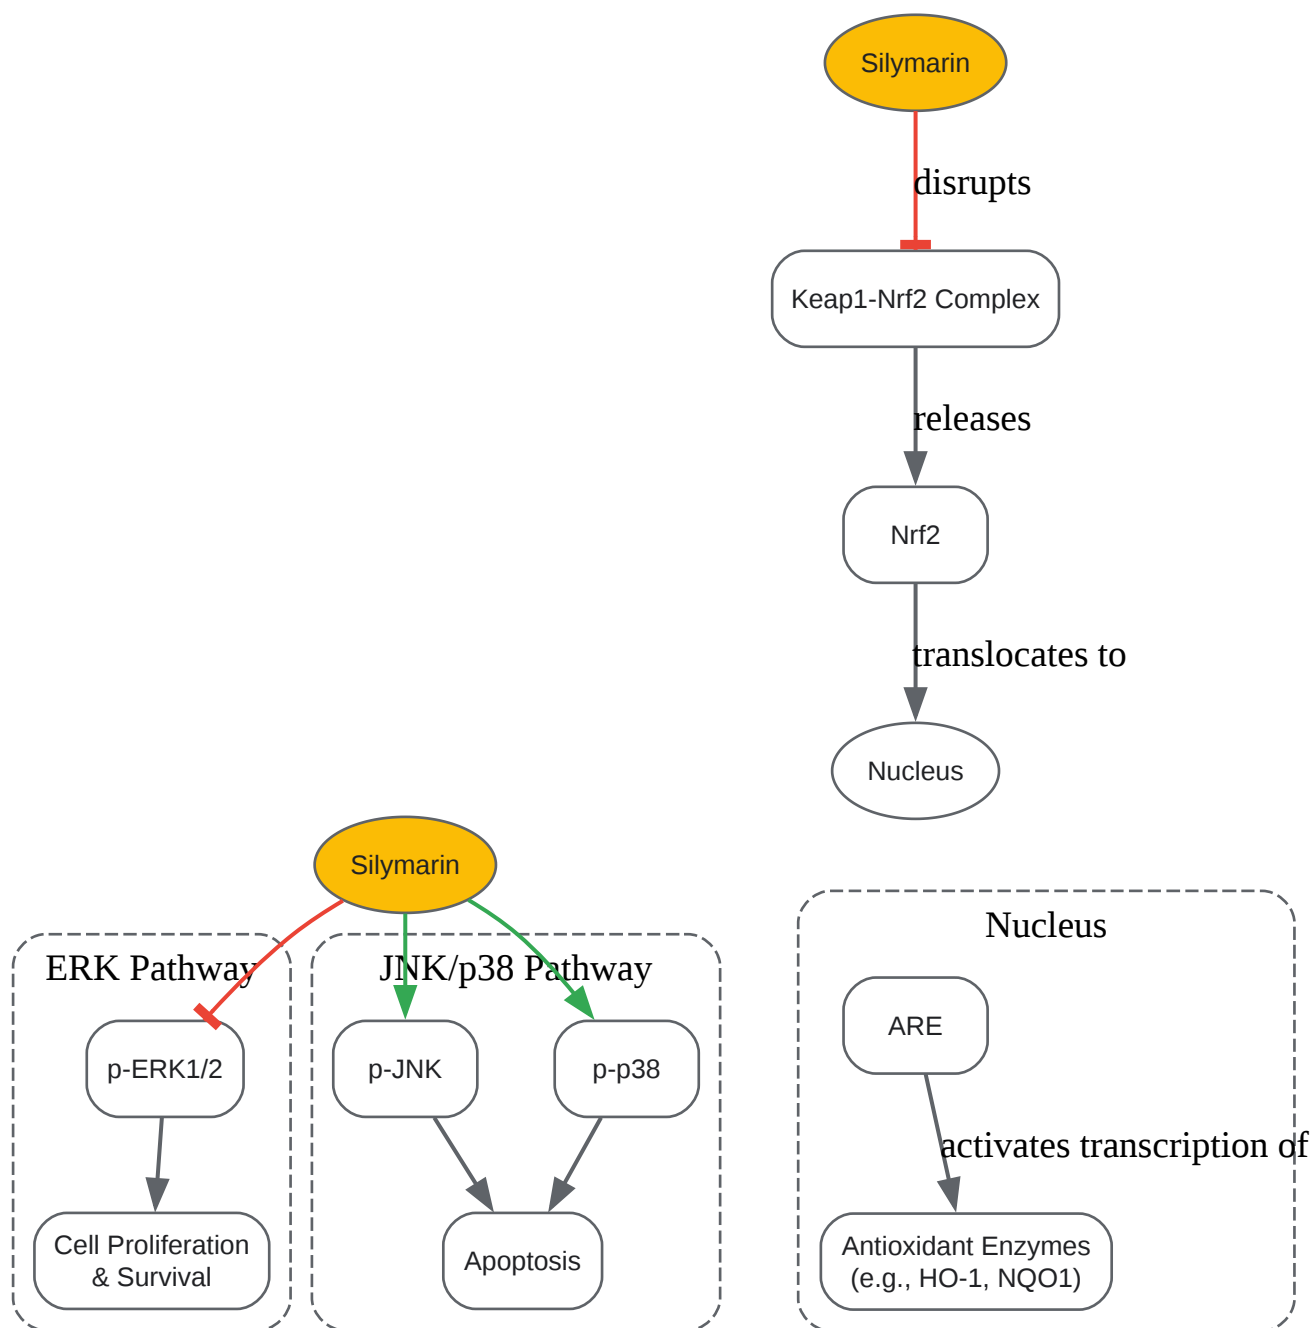 Silymarin
disrupts
Keap1-Nrf2 Complex
releases
Nrf2
translocates to
Nucleus
Silymarin
ERK Pathway
JNK/p38 Pathway
p-ERK1/2
p-JNK
p-p38
Cell Proliferation
& Survival
Apoptosis
Nucleus
ARE
activates transcription of
Antioxidant Enzymes
(e.g., HO-1, NQO1)